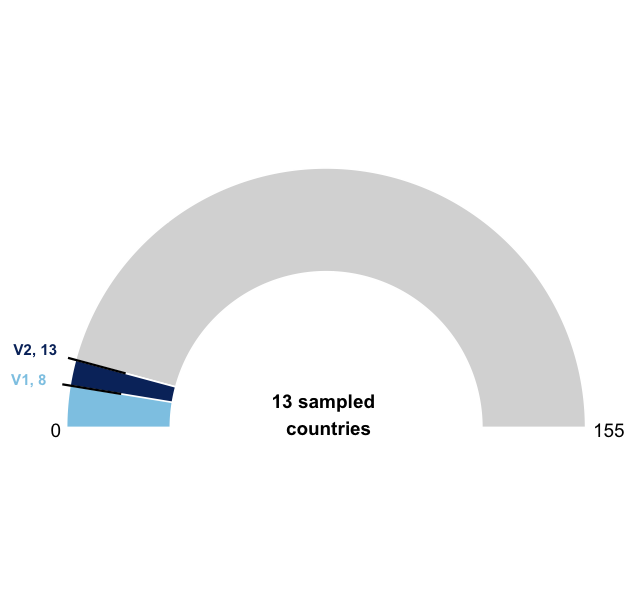 V2, 13
V1, 8
13 sampled
countries
0
155